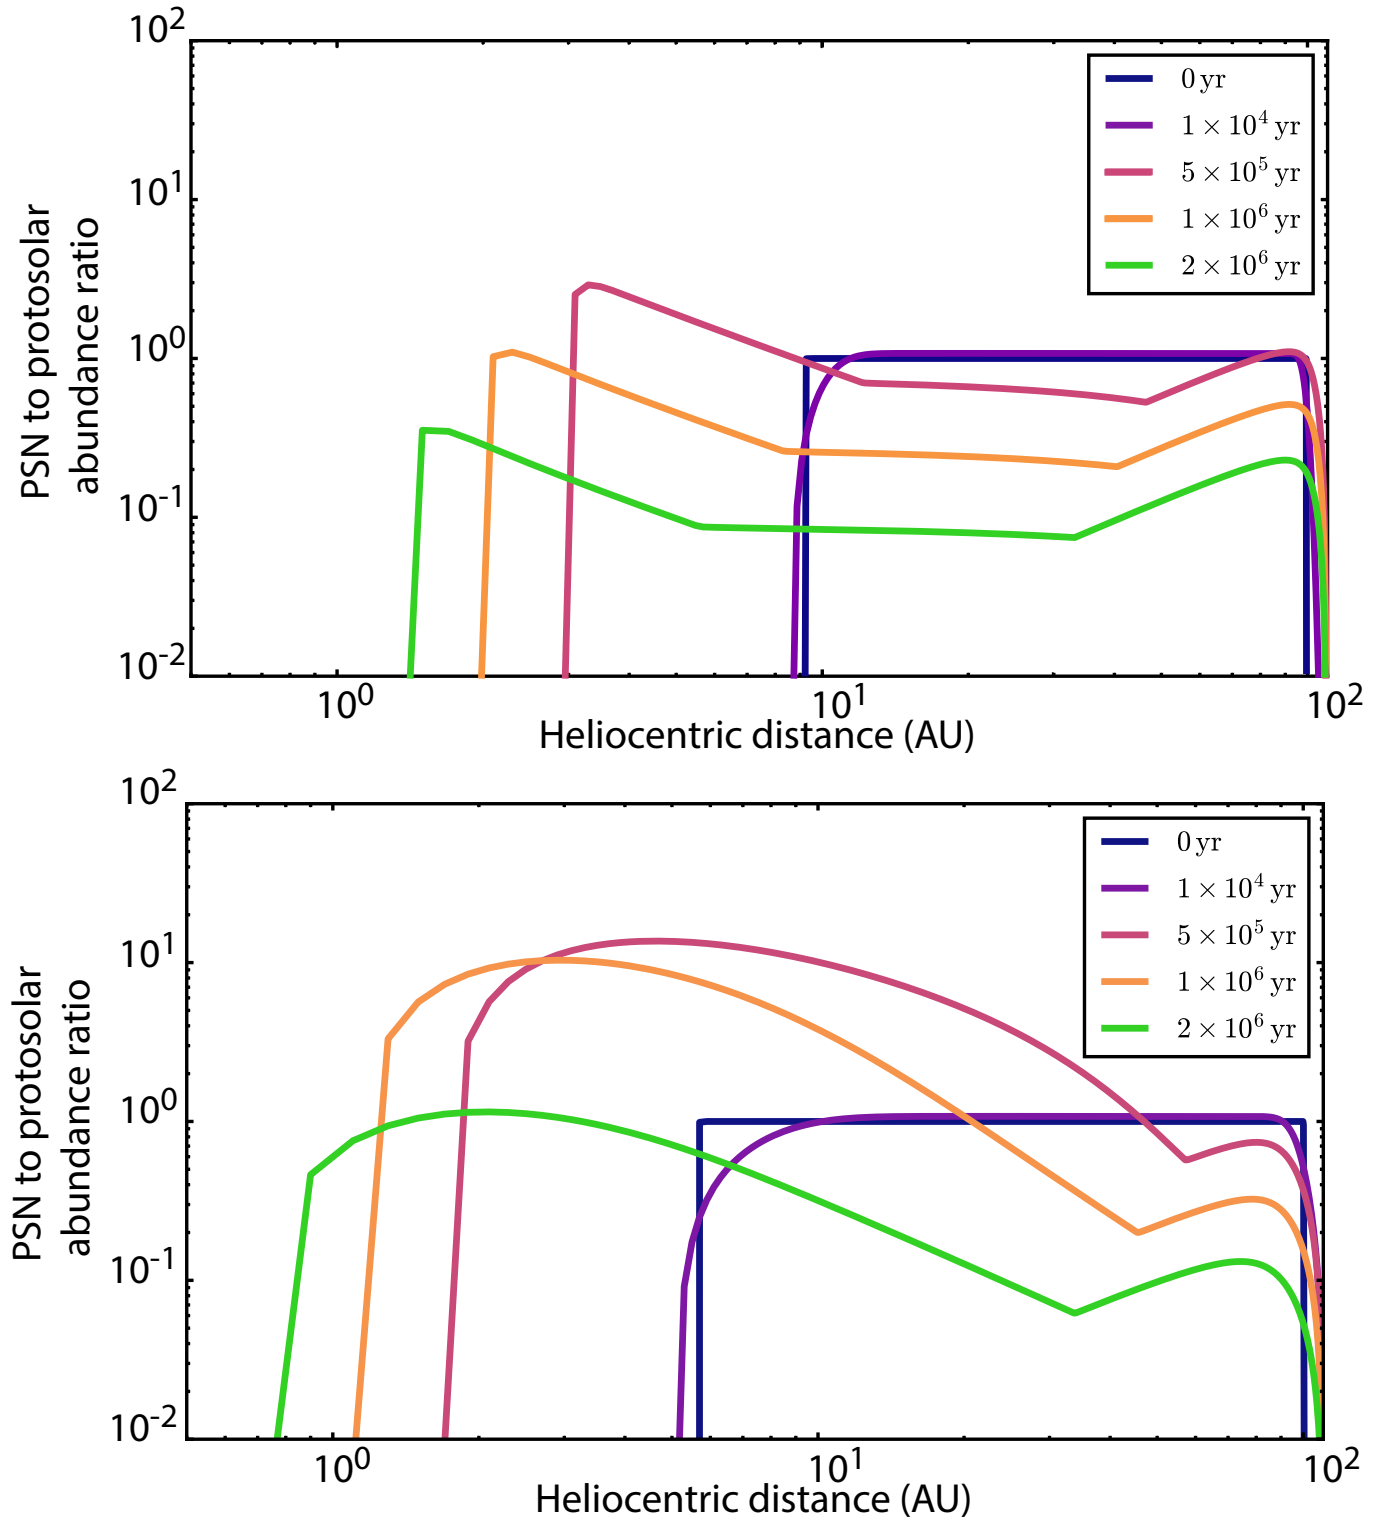 10²
10¹
10⁰
10⁻¹
10⁻²
PSN to protosolar
abundance ratio
0 yr
1 × 10⁴ yr
5 × 10⁵ yr
1 × 10⁶ yr
2 × 10⁶ yr
10⁰ 10¹ 10²
Heliocentric distance (AU)
10²
10¹
10⁰
10⁻¹
10⁻²
PSN to protosolar
abundance ratio
0 yr
1 × 10⁴ yr
5 × 10⁵ yr
1 × 10⁶ yr
2 × 10⁶ yr
10⁰ 10¹ 10²
Heliocentric distance (AU)